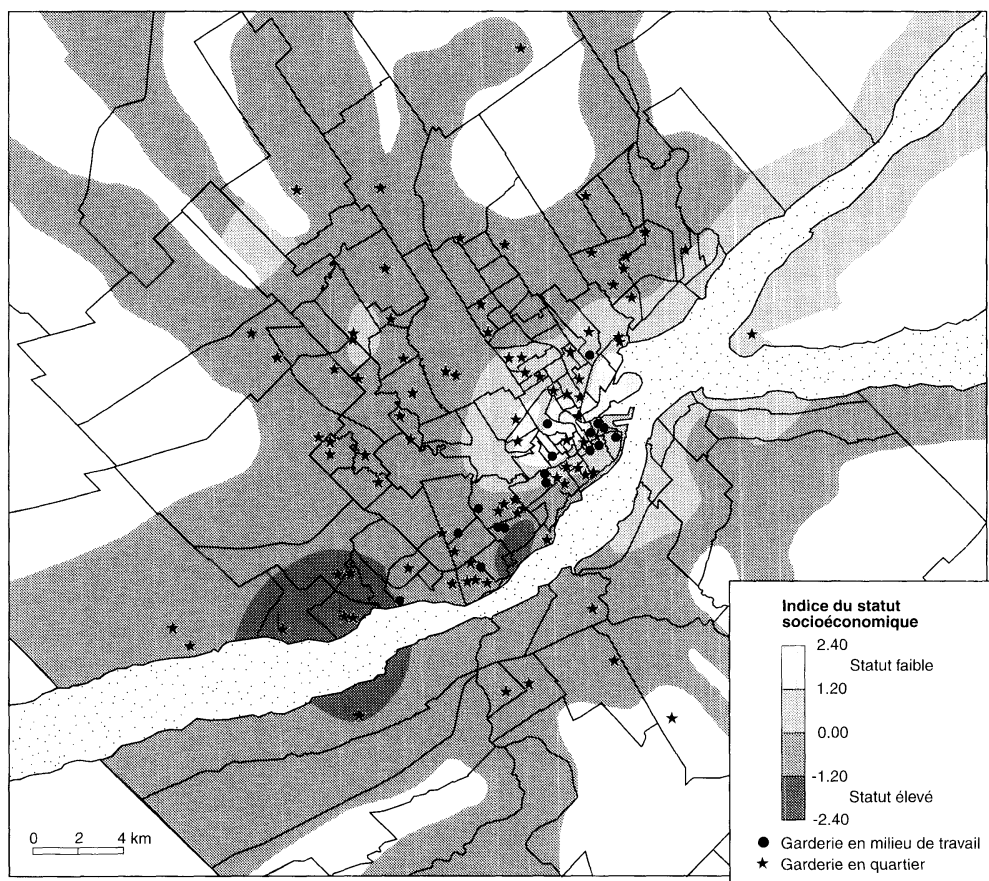 Indice du statut
socioéconomique
2.40
Statut faible
1.20
0.00
-1.20
Statut élevé
-2.40
Garderie en milieu de travail
Garderie en quartier
0 2 4 km